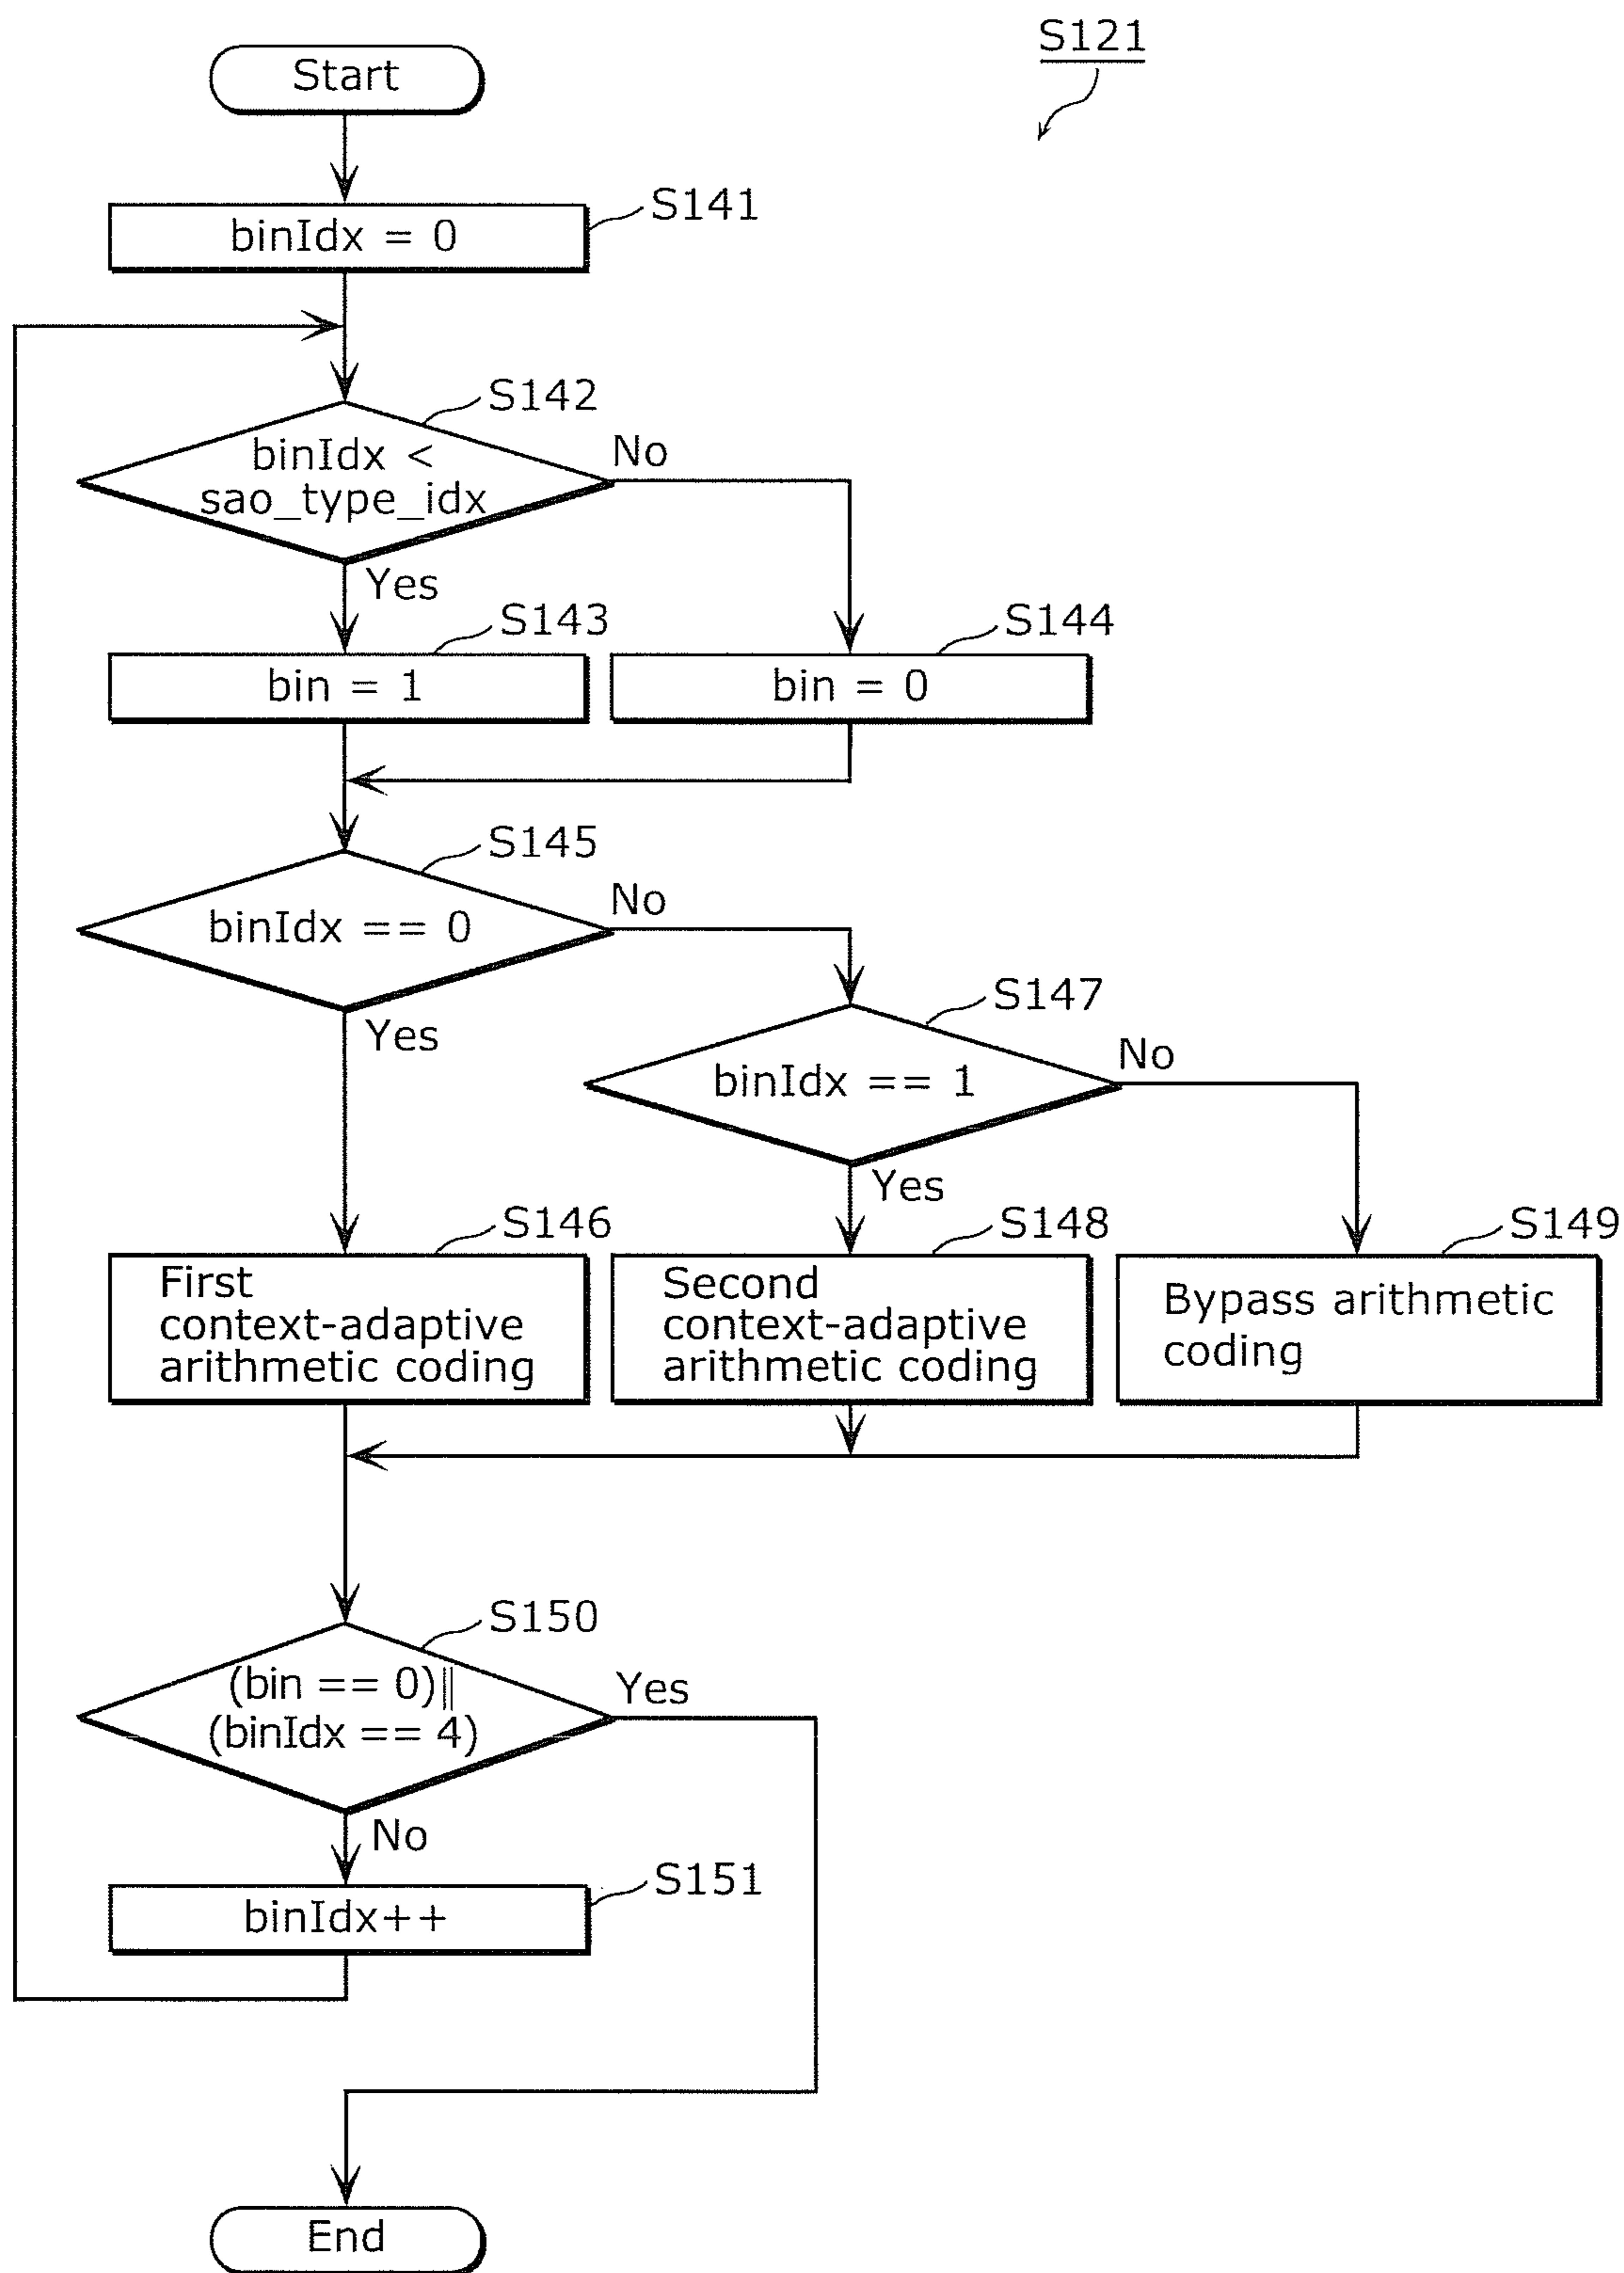 S121
Start
S141
binIdx = 0
S142
binIdx <
sao_type_idx
No
Yes
S143
bin = 1
S144
bin = 0
S145
binIdx == 0
No
Yes
S147
binIdx == 1
No
Yes
S146
First
context-adaptive
arithmetic coding
S148
Second
context-adaptive
arithmetic coding
S149
Bypass arithmetic
coding
S150
(bin == 0)||
(binIdx == 4)
Yes
No
S151
binIdx++
End